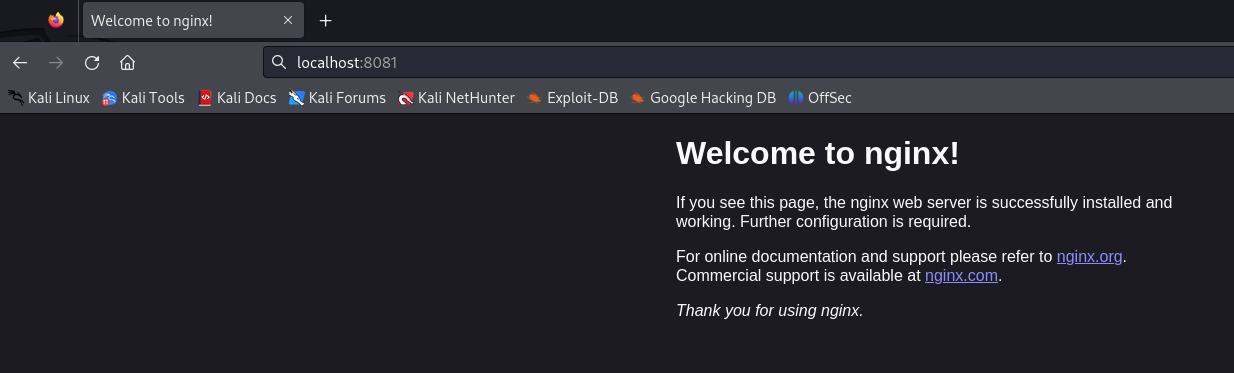 Welcome to nginx!
localhost:8081
Kali Linux Kali Tools Kali Docs Kali Forums Kali NetHunter Exploit-DB Google Hacking DB OffSec
Welcome to nginx!
If you see this page, the nginx web server is successfully installed and
working. Further configuration is required.
For online documentation and support please refer to nginx.org.
Commercial support is available at nginx.com.
Thank you for using nginx.